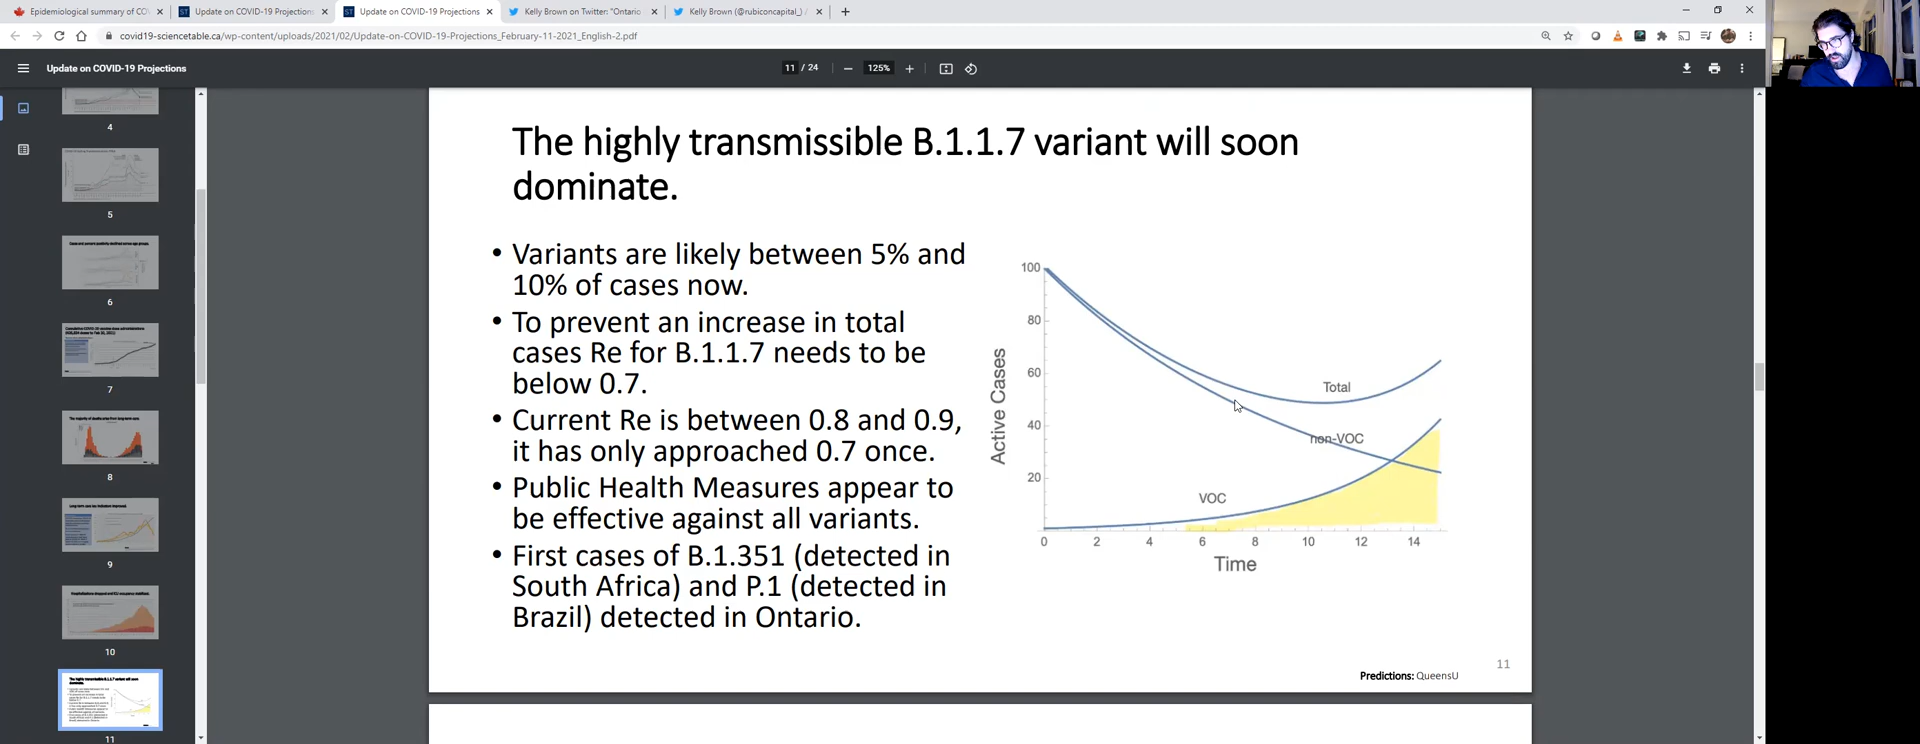 Epidemiological summary of CO
Update on COVID-19 Projections
Update on COVID-19 Projections
Kelly Brown on Twitter: "Ontario
Kelly Brown (@rubiconcapital_) /
covid19-sciencetable.ca/wp-content/uploads/2021/02/Update-on-COVID-19-Projections_February-11-2021_English-2.pdf
Update on COVID-19 Projections
11 / 24
125%
4
5
6
7
8
9
10
11
The highly transmissible B.1.1.7 variant will soon
dominate.
• Variants are likely between 5% and
10% of cases now.
• To prevent an increase in total
cases Re for B.1.1.7 needs to be
below 0.7.
• Current Re is between 0.8 and 0.9,
it has only approached 0.7 once.
• Public Health Measures appear to
be effective against all variants.
• First cases of B.1.351 (detected in
South Africa) and P.1 (detected in
Brazil) detected in Ontario.
100
80
60
40
20
Active Cases
Total
non-VOC
VOC
0 2 4 6 8 10 12 14
Time
11
Predictions: QueensU